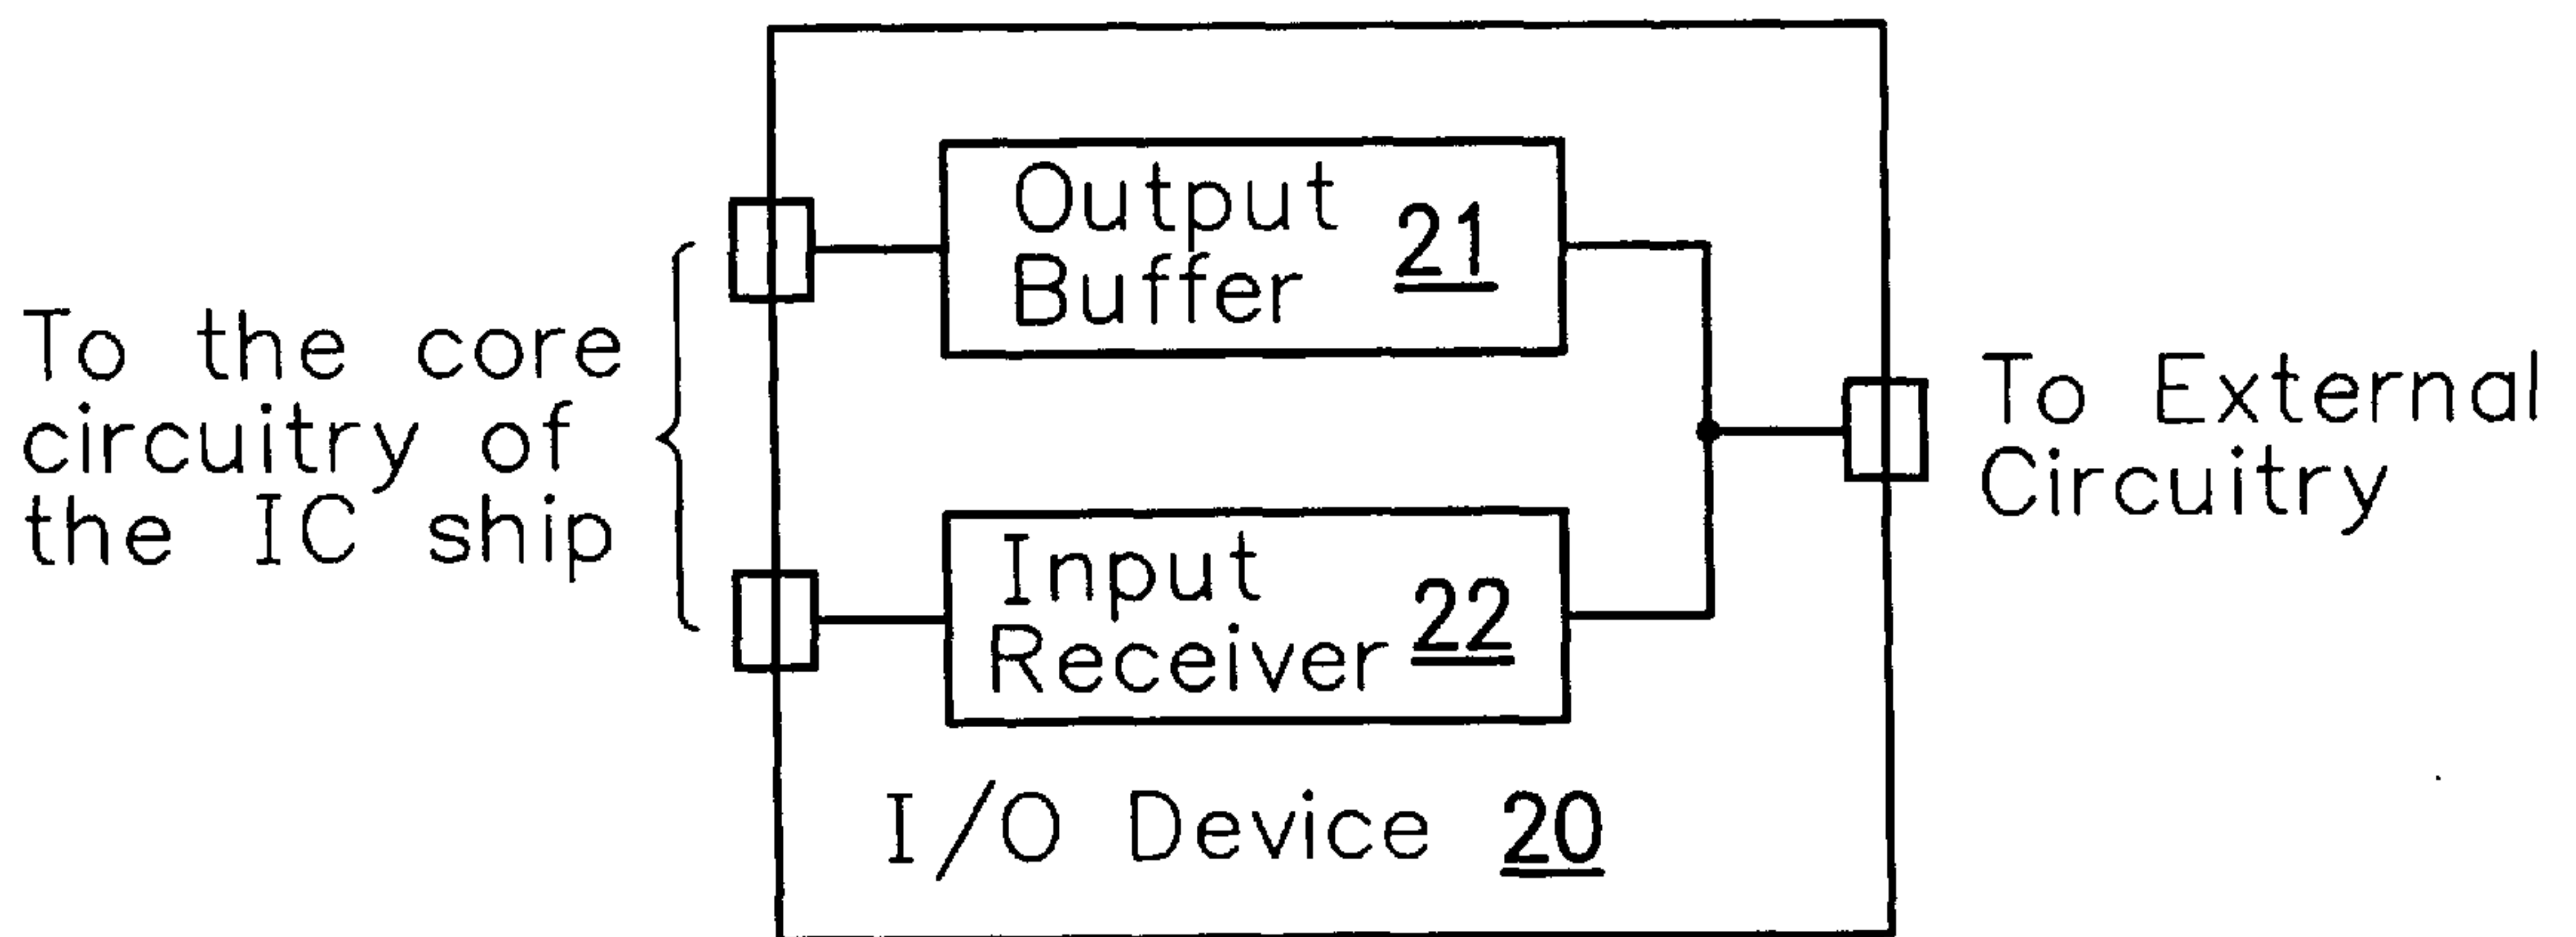 To the core
circuitry of
the IC ship
Output
Buffer 21
Input
Receiver 22
I/O Device 20
To External
Circuitry